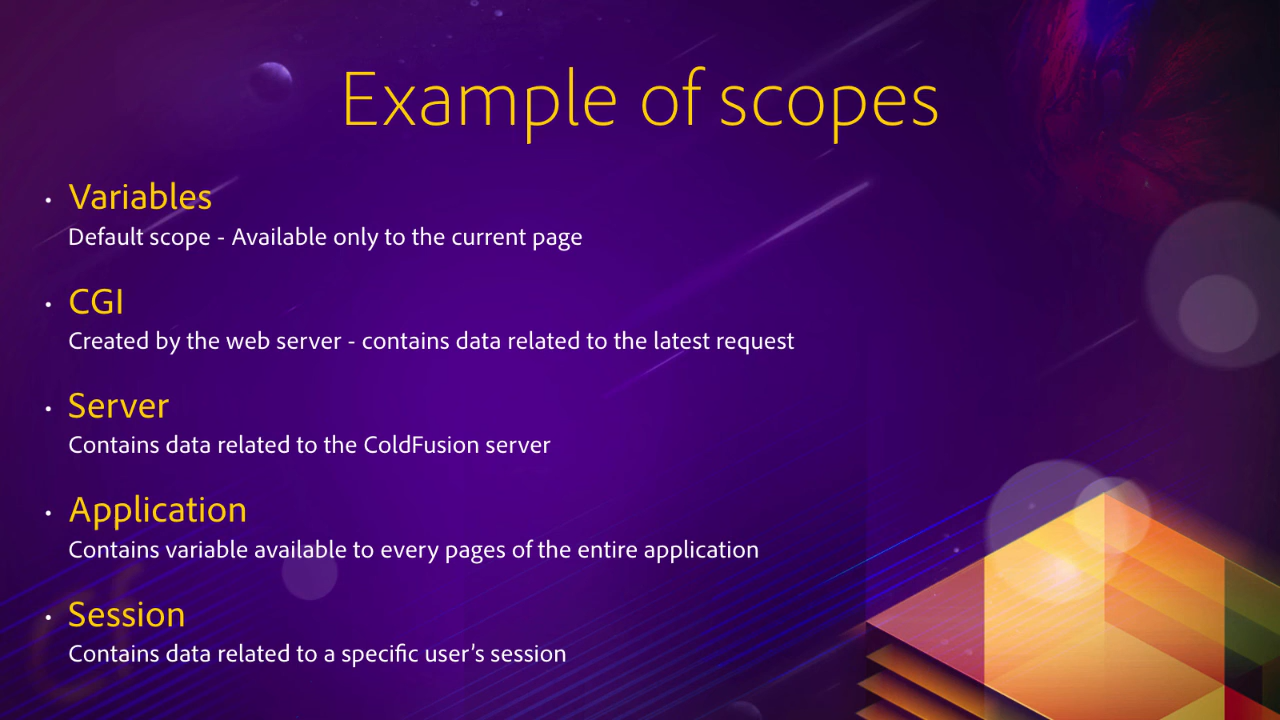 Example of scopes
• Variables
Default scope - Available only to the current page
• CGI
Created by the web server - contains data related to the latest request
• Server
Contains data related to the ColdFusion server
• Application
Contains variable available to every pages of the entire application
• Session
Contains data related to a specific user's session
Cf